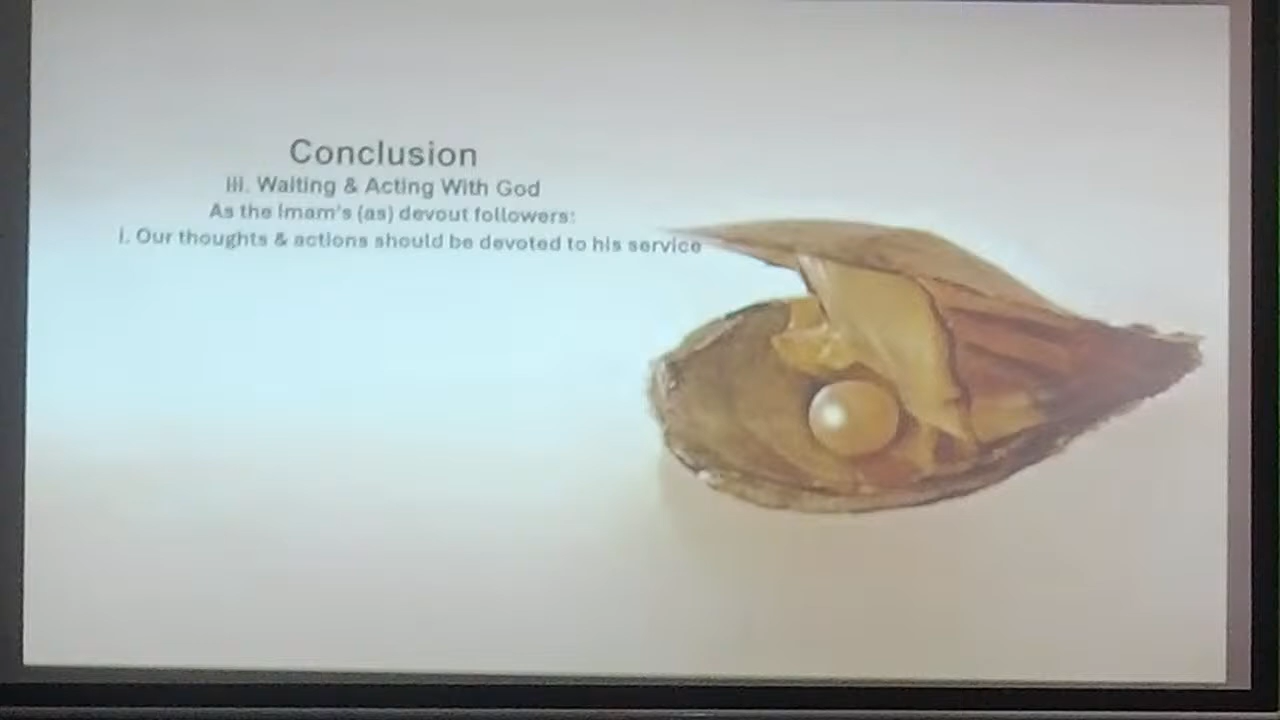 Conclusion
iii. Waiting & Acting With God
As the Imam's (as) devout followers:
i. Our thoughts & actions should be devoted to his service